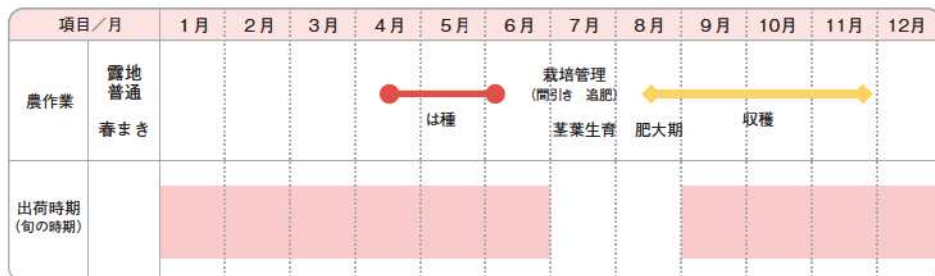 項目／月 1月 2月 3月 4月 5月 6月 7月 8月 9月 10月 11月 12月
農作業
露地
普通
春まき
は種
栽培管理
(間引き 追肥)
茎葉生育
肥大期
収穫
出荷時期
(旬の時期)